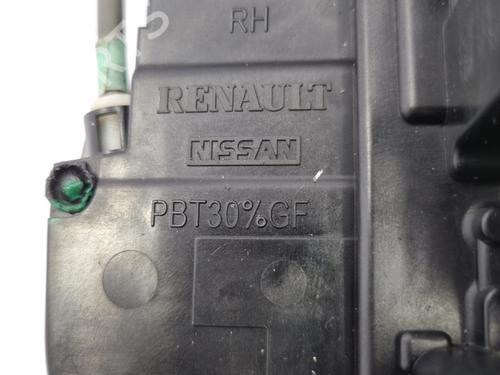 RH
RENAULT
NISSAN
PBT30%GF